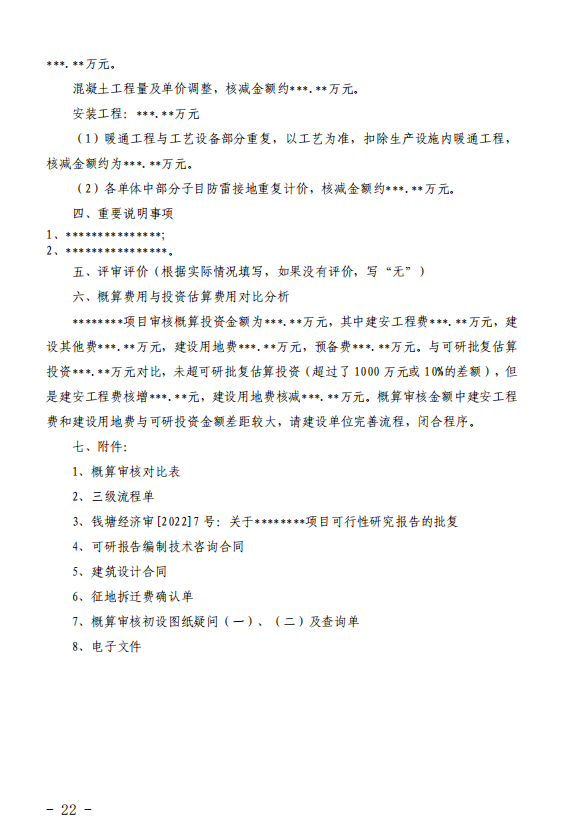 ***.**万元。
混凝土工程量及单价调整，核减金额约***.**万元。
安装工程：***.**万元
（1）暖通工程与工艺设备部分重复，以工艺为准，扣除生产设施内暖通工程，
核减金额约为***.**万元。
（2）各单体中部分子目防雷接地重复计价，核减金额约***.**万元。
四、重要说明事项
1、***************;
2、****************。
五、评审评价（根据实际情况填写，如果没有评价，写“无”）
六、概算费用与投资估算费用对比分析
********项目审核概算投资金额为***.**万元，其中建安工程费***.**万元，建
设其他费***.**万元，建设用地费***.**万元，预备费***.**万元。与可研批复估算
投资***.**万元对比，未超可研批复估算投资（超过了1000万元或10%的差额），但
是建安工程费核增***.**元，建设用地费核减***.**万元。概算审核金额中建安工程
费和建设用地费与可研投资金额差距较大，请建设单位完善流程，闭合程序。
七、附件：
1、概算审核对比表
2、三级流程单
3、钱塘经济审[2022]7号：关于********项目可行性研究报告的批复
4、可研报告编制技术咨询合同
5、建筑设计合同
6、征地拆迁费确认单
7、概算审核初设图纸疑问（一）、（二）及查询单
8、电子文件
- 22 -